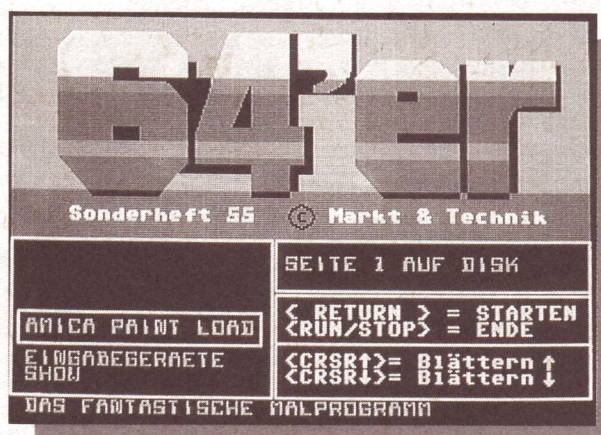 64'er
Sonderheft 55 © Markt & Technik
SEITE 1 AUF DISK
< RETURN > = STARTEN
<RUN/STOP> = ENDE
AMICA PAINT LOAD
EINGABEGERAETE
SHOW
<CRSR↑>= Blättern ↑
<CRSR↓>= Blättern ↓
DAS FANTASTISCHE MALPROGRAMM